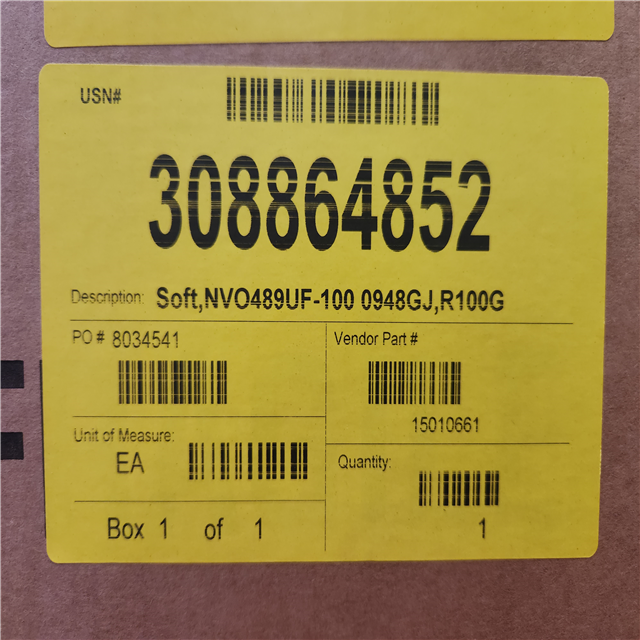 USN#
308864852
Description: Soft,NVO489UF-100 0948GJ,R100G
PO # 8034541
Vendor Part #
15010661
Unit of Measure:
EA
Quantity:
1
Box 1 of 1